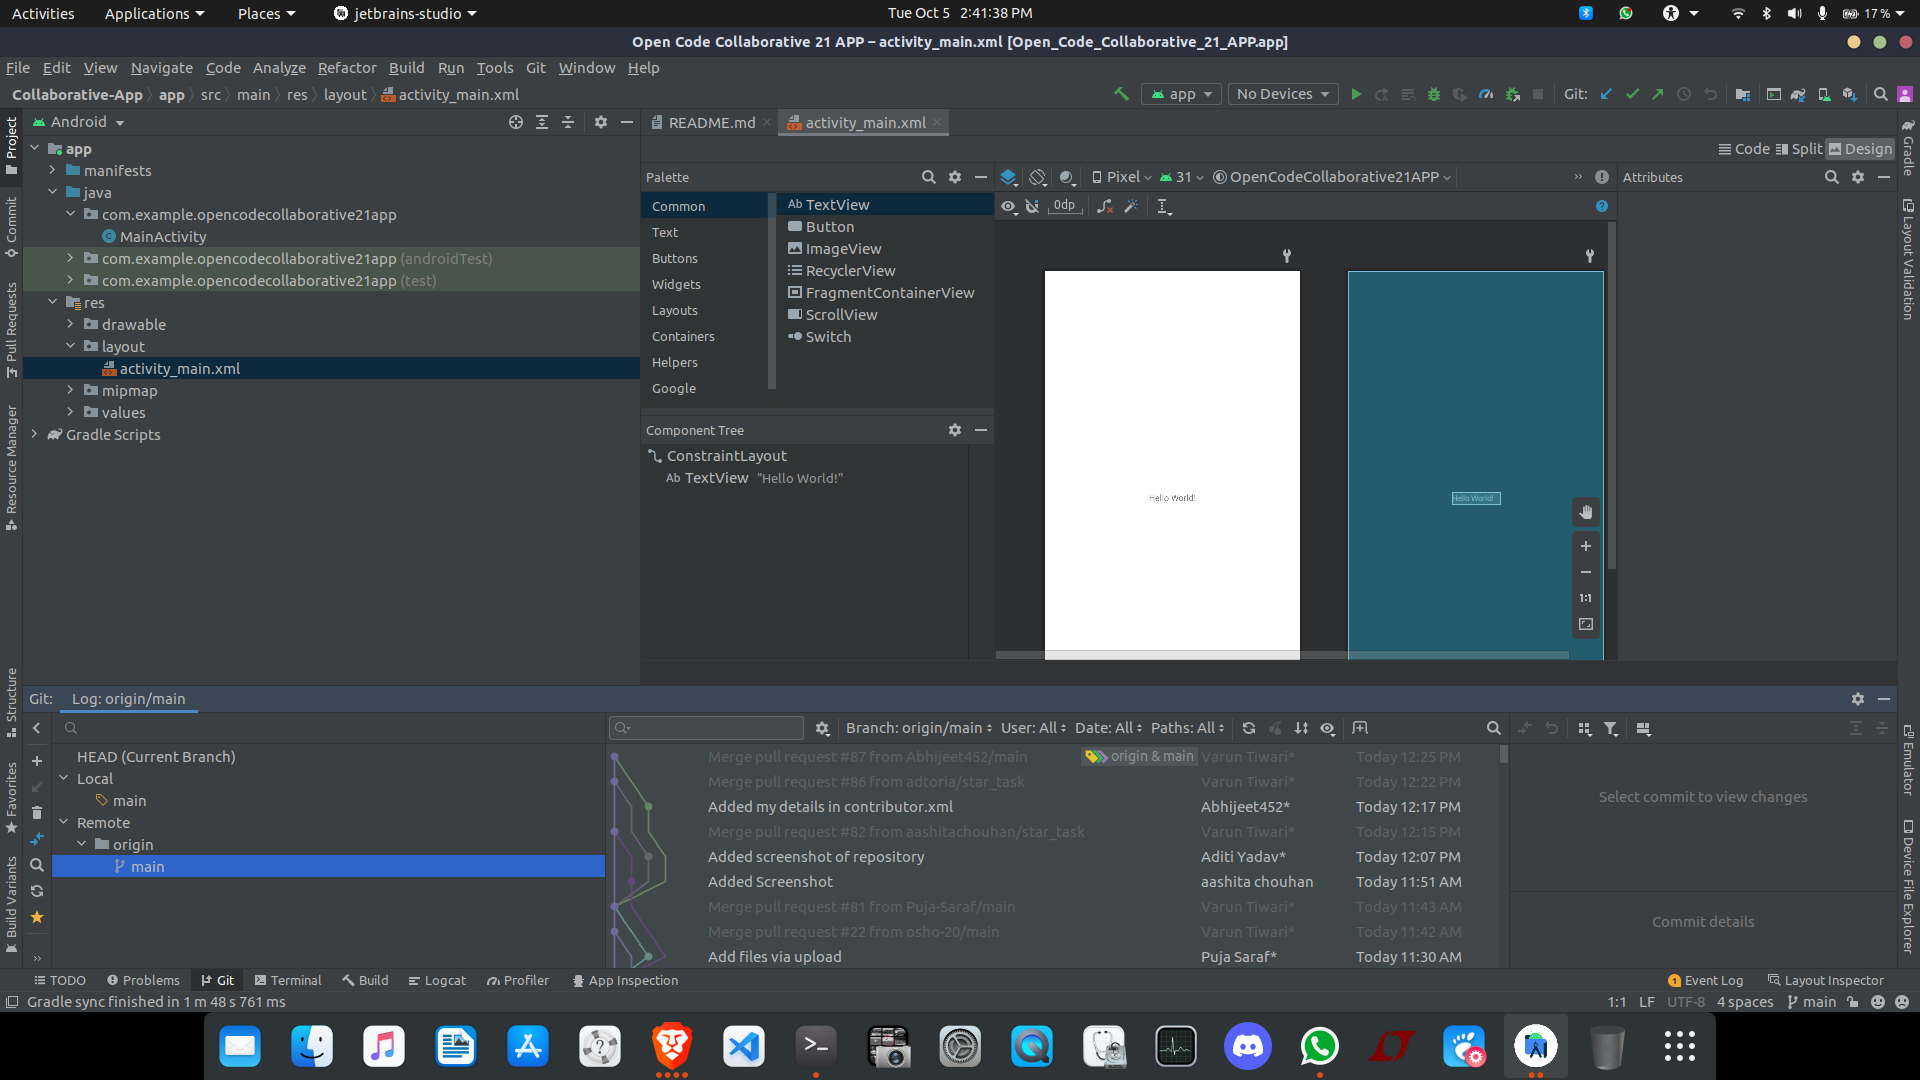 Activities Applications Places jetbrains-studio Tue Oct 5 2:41:38 PM 17 %
Open Code Collaborative 21 APP – activity_main.xml [Open_Code_Collaborative_21_APP.app]
File Edit View Navigate Code Analyze Refactor Build Run Tools Git Window Help
Collaborative-App app src main res layout activity_main.xml app No Devices Git:
Project
Commit
Pull Requests
Resource Manager
Structure
Favorites
Build Variants
Android
app
manifests
java
com.example.opencodecollaborative21app
MainActivity
com.example.opencodecollaborative21app (androidTest)
com.example.opencodecollaborative21app (test)
res
drawable
layout
activity_main.xml
mipmap
values
Gradle Scripts
README.md activity_main.xml
Code Split Design
Palette
Common
Text
Buttons
Widgets
Layouts
Containers
Helpers
Google
Ab TextView
Button
ImageView
RecyclerView
FragmentContainerView
ScrollView
Switch
Component Tree
ConstraintLayout
Ab TextView "Hello World!"
Pixel 31 OpenCodeCollaborative21APP
0dp
Hello World!
Hello World!
1:1
Attributes
Gradle
Layout Validation
Emulator
Device File Explorer
Git: Log: origin/main
HEAD (Current Branch)
Local
main
Remote
origin
main
Branch: origin/main User: All Date: All Paths: All
Merge pull request #87 from Abhijeet452/main origin & main Varun Tiwari* Today 12:25 PM
Merge pull request #86 from adtoria/star_task Varun Tiwari* Today 12:22 PM
Added my details in contributor.xml Abhijeet452* Today 12:17 PM
Merge pull request #82 from aashitachouhan/star_task Varun Tiwari* Today 12:15 PM
Added screenshot of repository Aditi Yadav* Today 12:07 PM
Added Screenshot aashita chouhan Today 11:51 AM
Merge pull request #81 from Puja-Saraf/main Varun Tiwari* Today 11:43 AM
Merge pull request #22 from osho-20/main Varun Tiwari* Today 11:42 AM
Add files via upload Puja Saraf* Today 11:30 AM
Select commit to view changes
Commit details
TODO Problems Git Terminal Build Logcat Profiler App Inspection 1 Event Log Layout Inspector
Gradle sync finished in 1 m 48 s 761 ms 1:1 LF UTF-8 4 spaces main